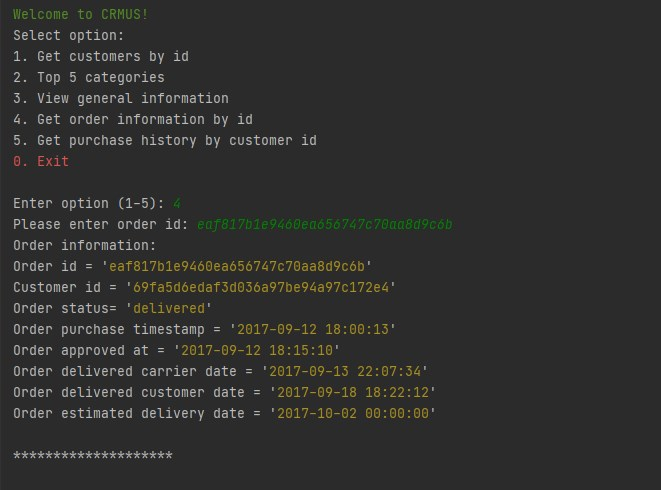 Welcome to CRMUS!
Select option:
1. Get customers by id
2. Top 5 categories
3. View general information
4. Get order information by id
5. Get purchase history by customer id
0. Exit
Enter option (1-5): 4
Please enter order id: eaf817b1e9460ea656747c70aa8d9c6b
Order information:
Order id = 'eaf817b1e9460ea656747c70aa8d9c6b'
Customer id = '69fa5d6edaf3d036a97be94a97c172e4'
Order status= 'delivered'
Order purchase timestamp = '2017-09-12 18:00:13'
Order approved at = '2017-09-12 18:15:10'
Order delivered carrier date = '2017-09-13 22:07:34'
Order delivered customer date = '2017-09-18 18:22:12'
Order estimated delivery date = '2017-10-02 00:00:00'
********************